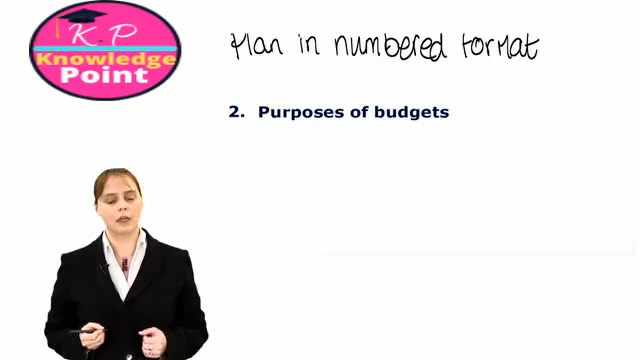 K.P
Knowledge
Point
Plan in numbered format
2. Purposes of budgets